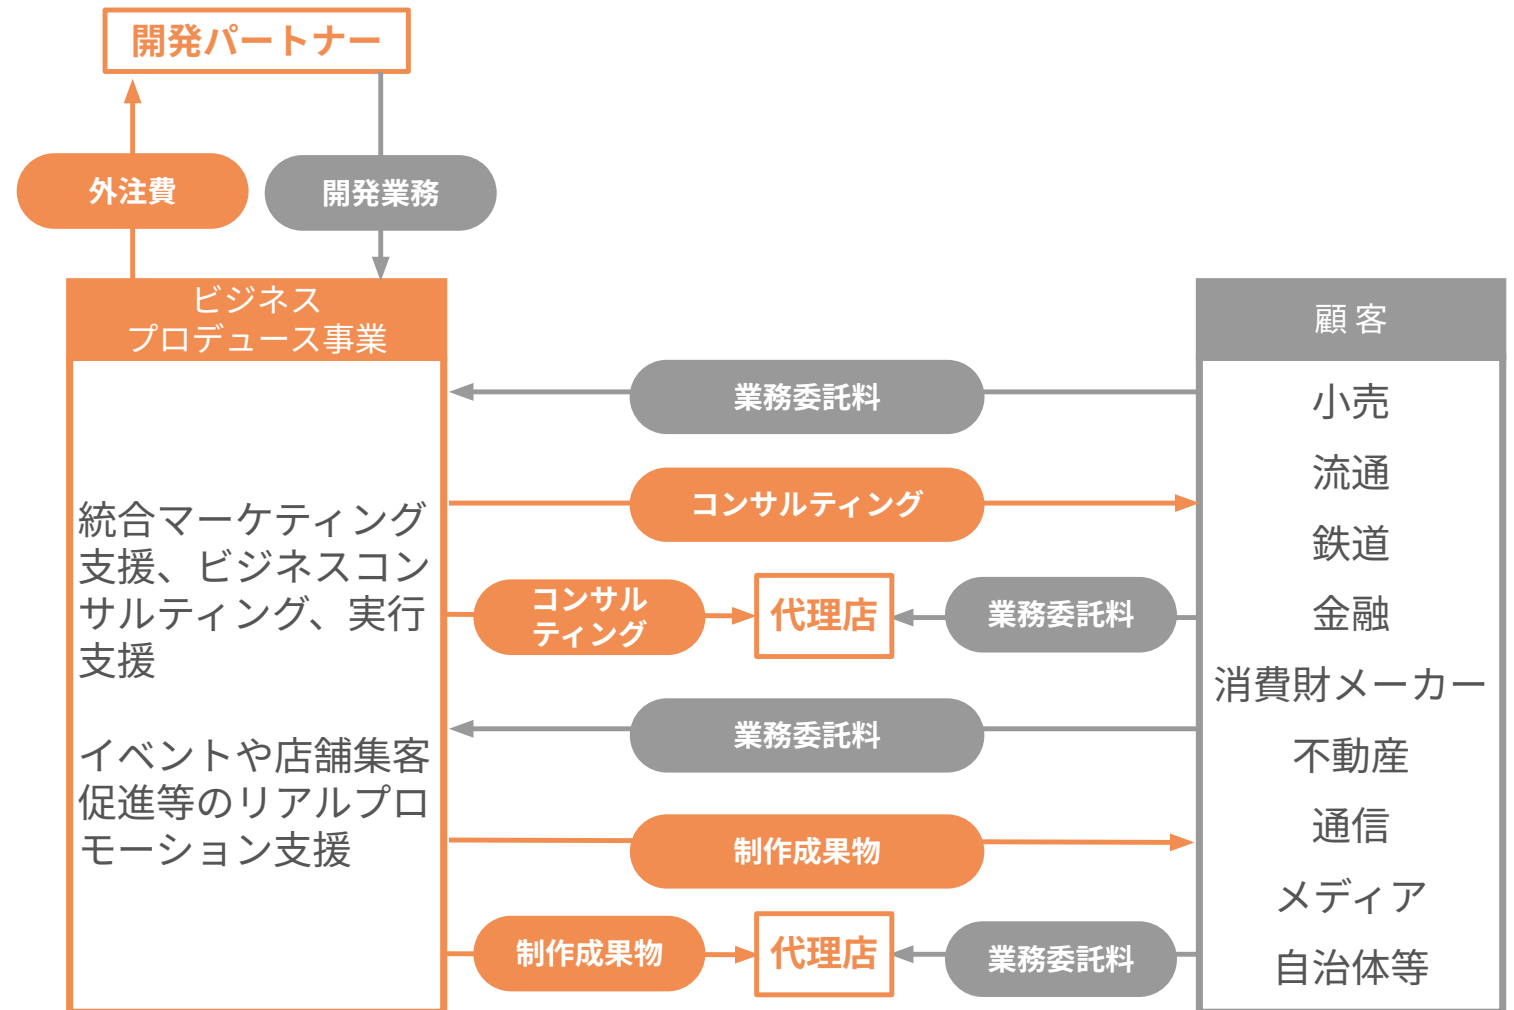 開発パートナー
外注費
開発業務
ビジネス
プロデュース事業
統合マーケティング
支援、ビジネスコン
サルティング、実行
支援
イベントや店舗集客
促進等のリアルプロ
モーション支援
業務委託料
コンサルティング
コンサル
ティング
代理店
業務委託料
業務委託料
制作成果物
制作成果物
代理店
業務委託料
顧 客
小売
流通
鉄道
金融
消費財メーカー
不動産
通信
メディア
自治体等